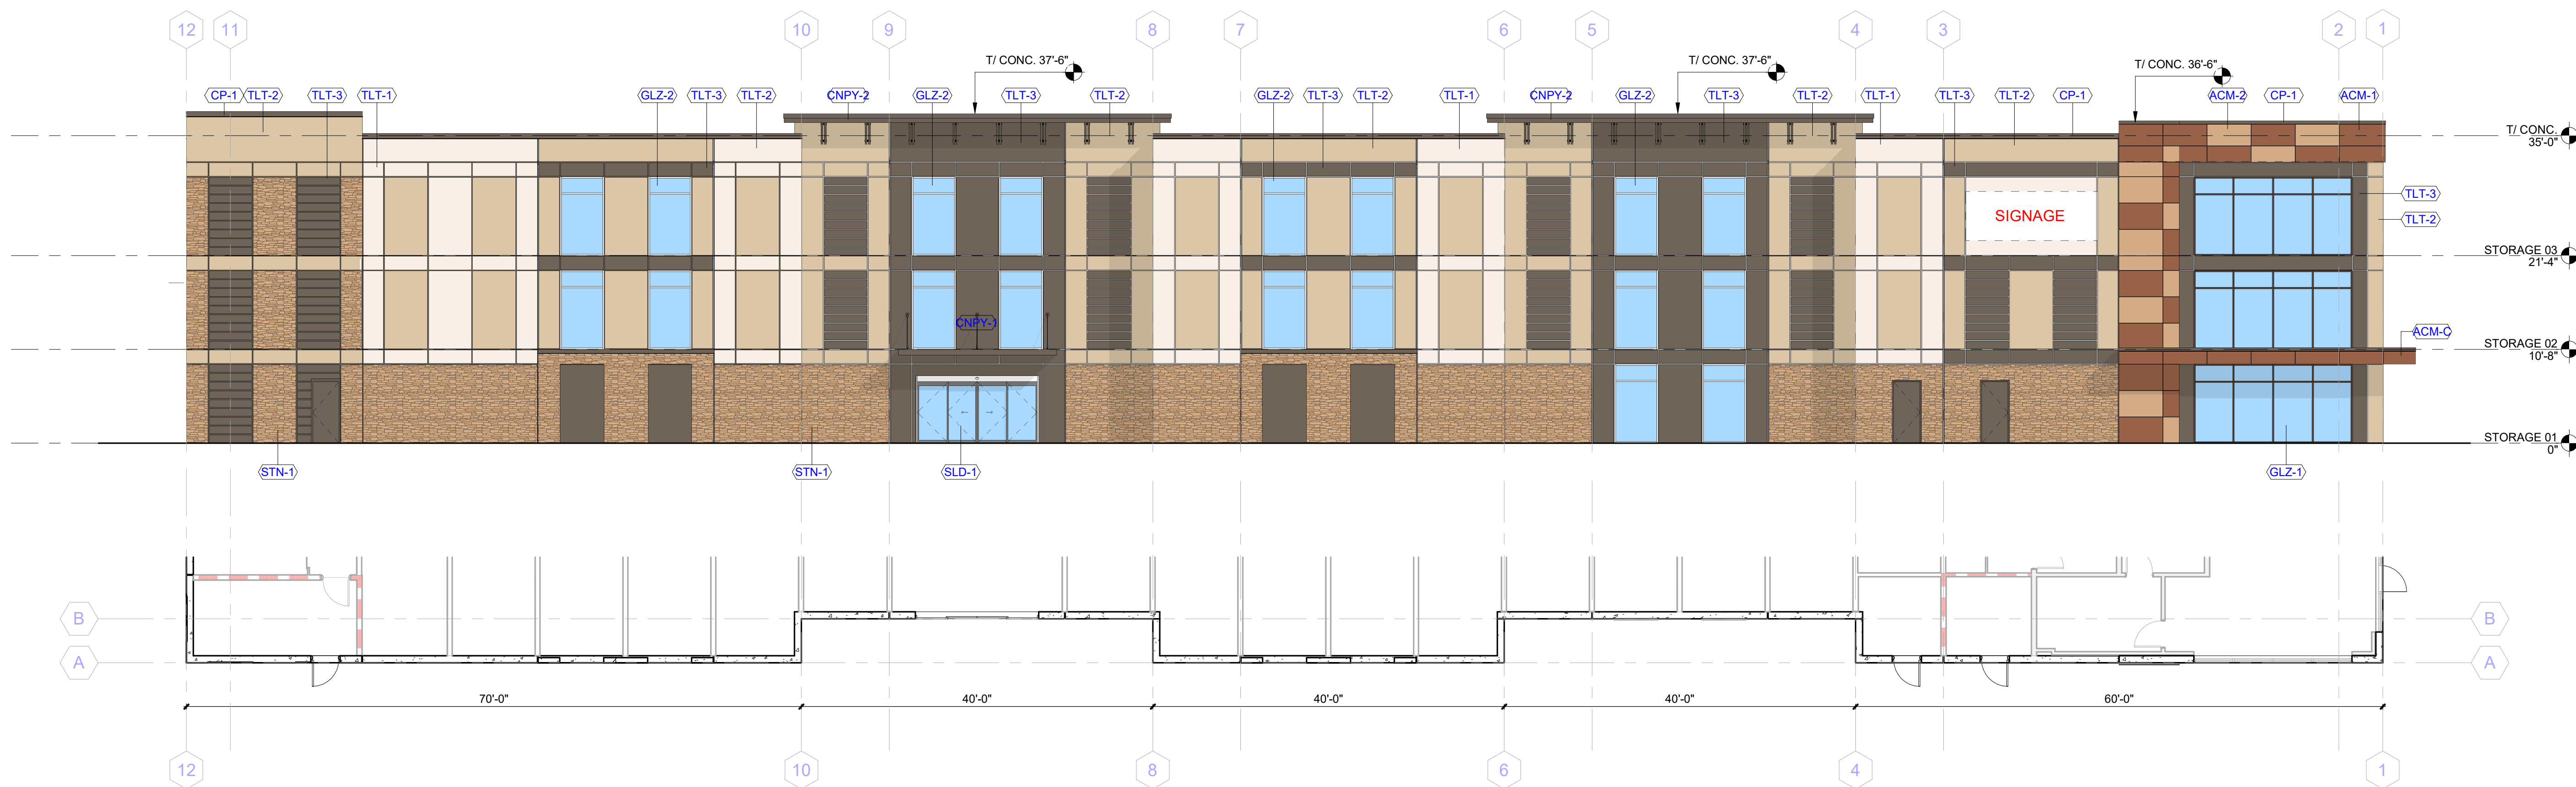 12 11 10 9 8 7 6 5 4 3 2 1
T/ CONC. 37'-6"
T/ CONC. 37'-6"
T/ CONC. 36'-6"
CP-1 TLT-2 TLT-3 TLT-1 GLZ-2 TLT-3 TLT-2 CNPY-2 GLZ-2 TLT-3 TLT-2 GLZ-2 TLT-3 TLT-2 TLT-1 CNPY-2 GLZ-2 TLT-3 TLT-2 TLT-1 TLT-3 TLT-2 CP-1 ACM-2 CP-1 ACM-1
T/ CONC.
35'-0"
TLT-3
SIGNAGE
TLT-2
STORAGE 03
21'-4"
CNPY-1
ACM-C
STORAGE 02
10'-8"
STORAGE 01
0"
STN-1 STN-1 SLD-1 GLZ-1
B B
A A
70'-0" 40'-0" 40'-0" 40'-0" 60'-0"
12 10 8 6 4 1